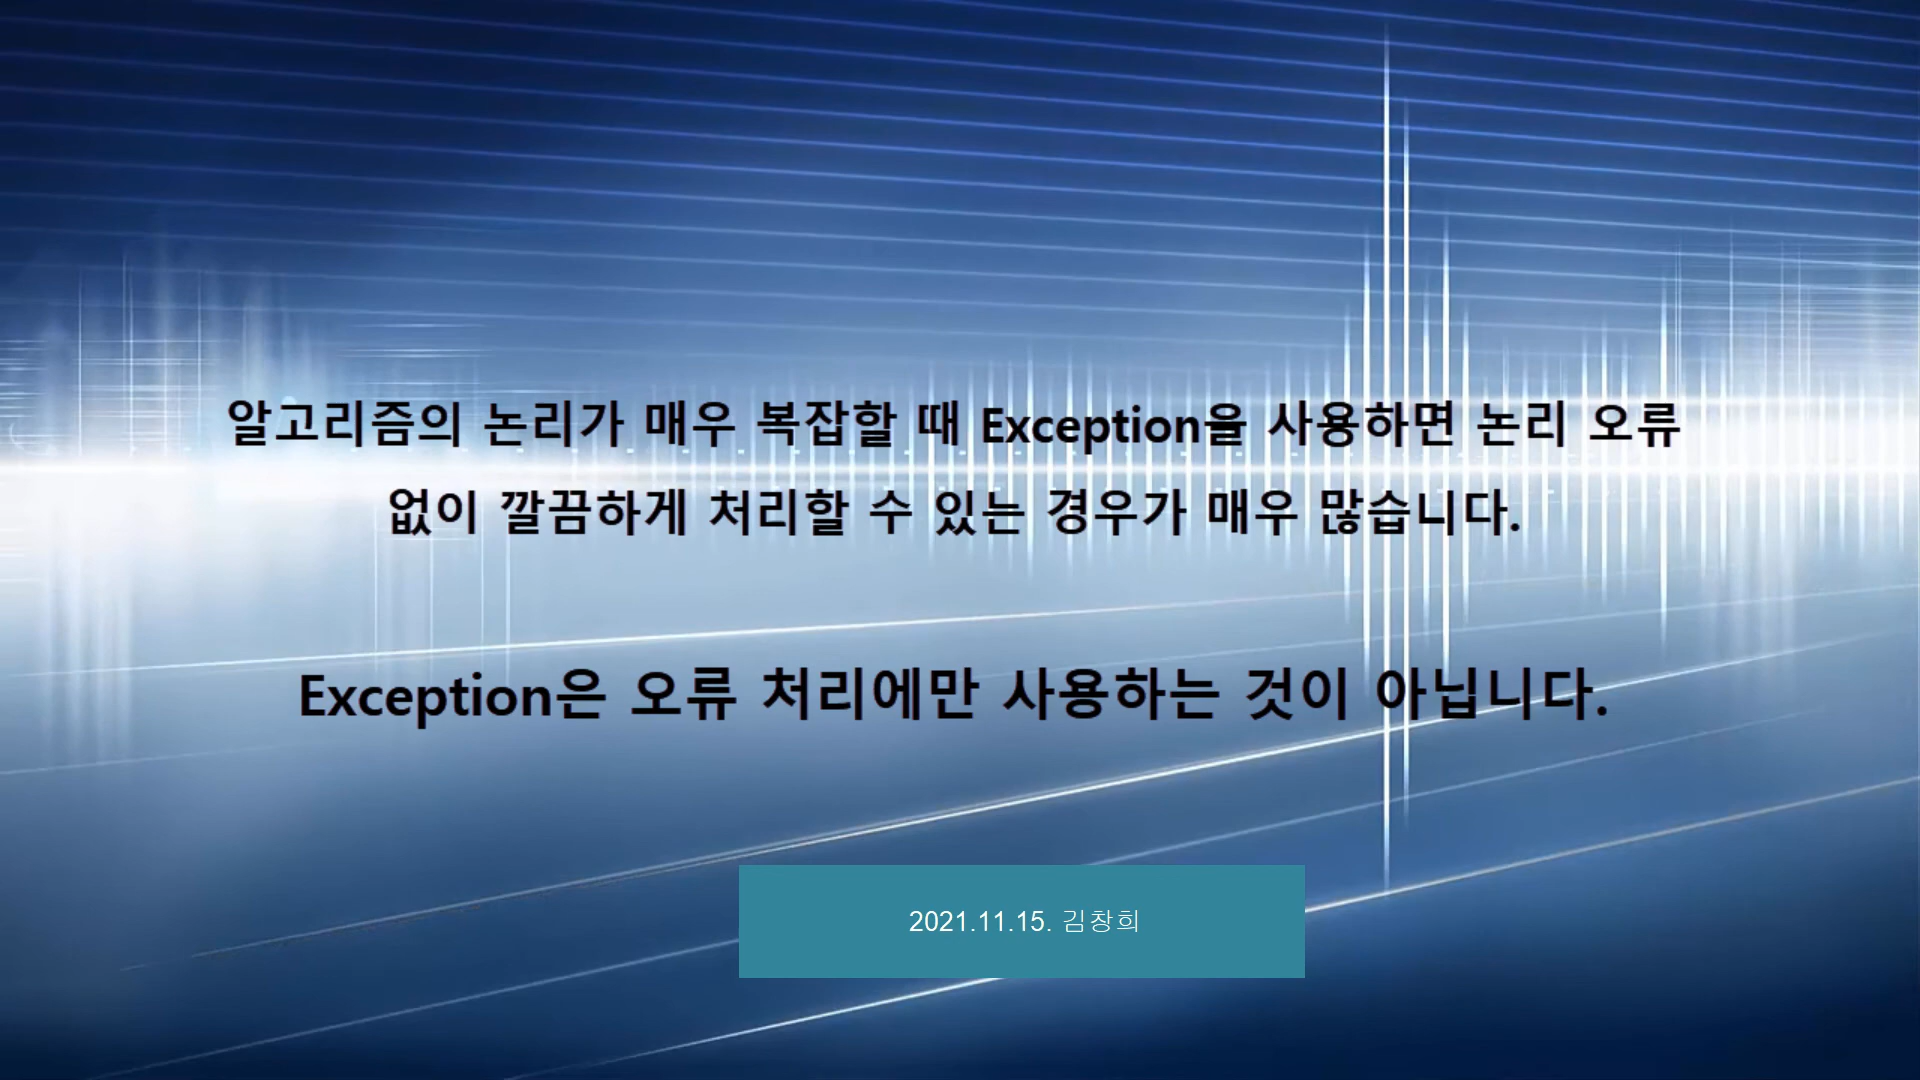 알고리즘의 논리가 매우 복잡할 때 Exception을 사용하면 논리 오류
없이 깔끔하게 처리할 수 있는 경우가 매우 많습니다.
Exception은 오류 처리에만 사용하는 것이 아닙니다.
2021.11.15. 김창희